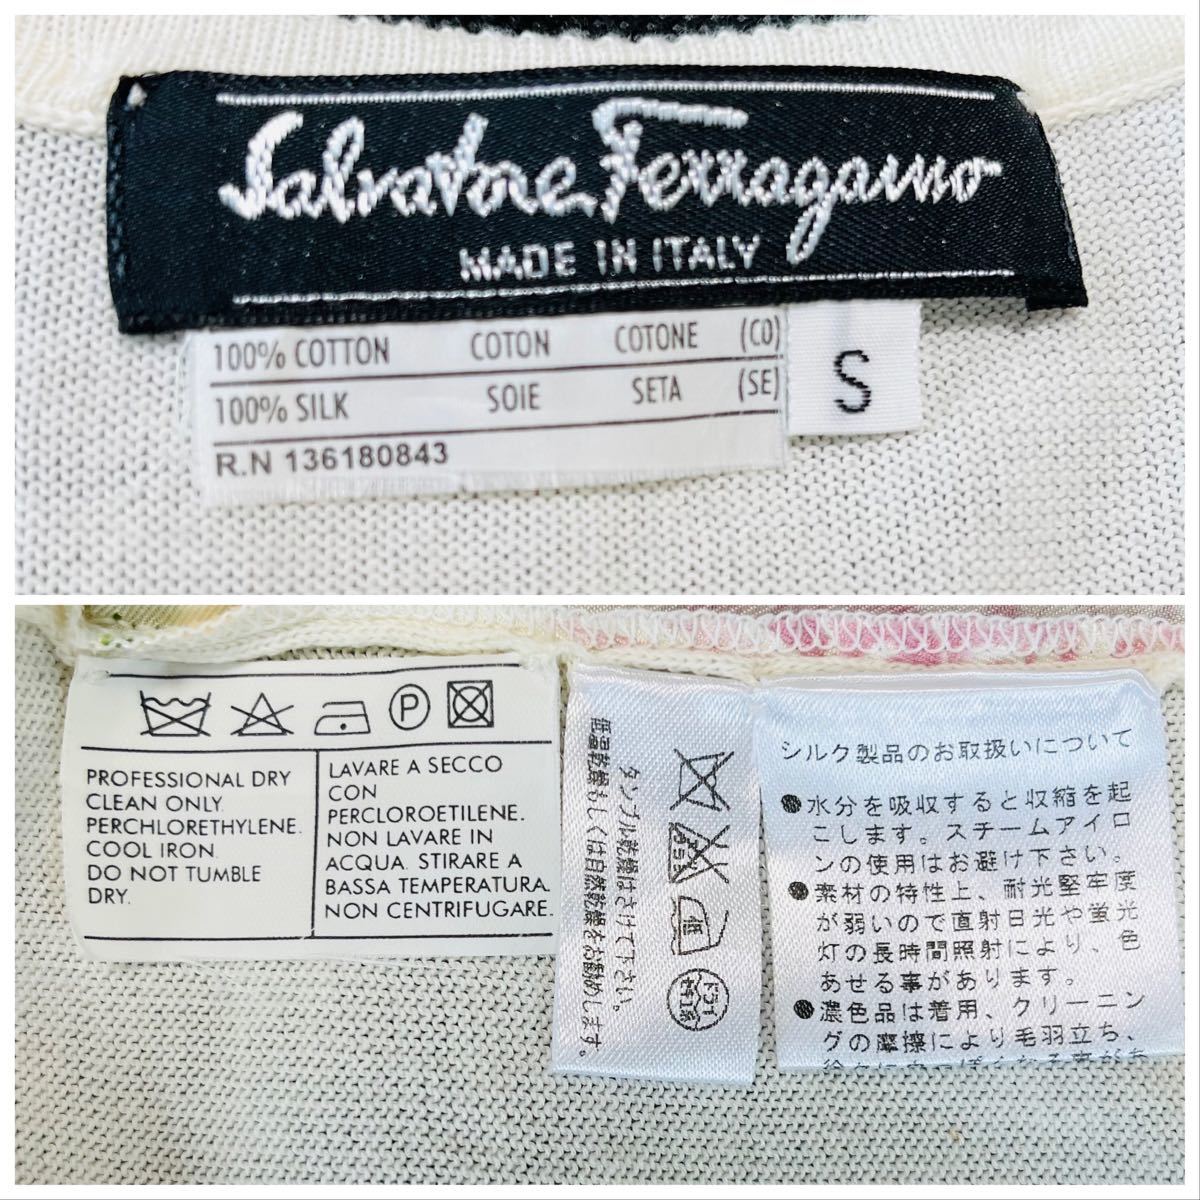 Salvatore Ferragamo
MADE IN ITALY
100% COTTON COTON COTONE (CO)
100% SILK SOIE SETA (SE)
R.N 136180843
S
P
PROFESSIONAL DRY
CLEAN ONLY
PERCHLORETHYLENE.
COOL IRON.
DO NOT TUMBLE
DRY.
LAVARE A SECCO
CON
PERCLOROETILENE.
NON LAVARE IN
ACQUA. STIRARE A
BASSA TEMPERATURA.
NON CENTRIFUGARE.
タンブル乾燥はさけて下さい。
低温乾燥もしくは自然乾燥をお勧めします。
低
ドライ
シルク製品のお取扱いについて
●水分を吸収すると収縮を起
こします。スチームアイロ
ンの使用はお避け下さい。
●素材の特性上、耐光堅牢度
が弱いので直射日光や蛍光
灯の長時間照射により、色
あせる事があります。
●濃色品は着用、クリーニン
グの摩擦により毛羽立ち、